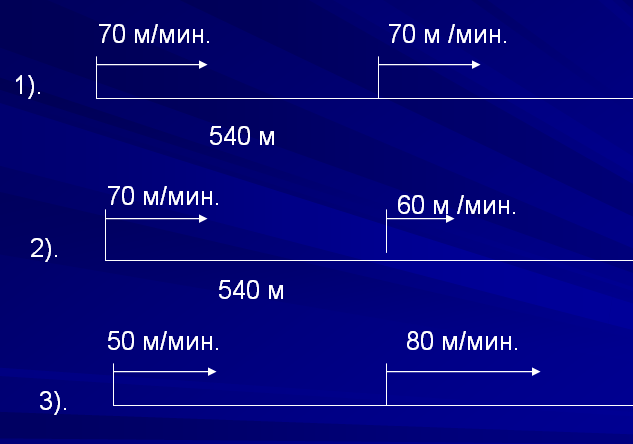 70 м/мин. 70 м /мин.
1).
540 м
70 м/мин. 60 м /мин.
2).
540 м
50 м/мин. 80 м/мин.
3).